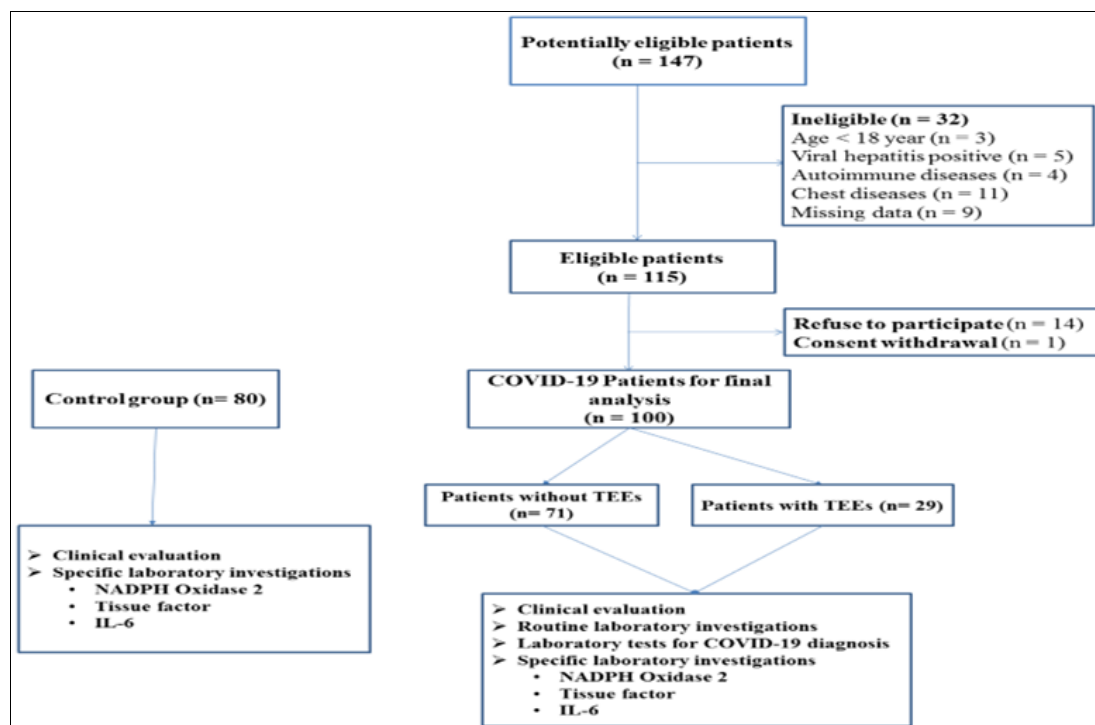 Potentially eligible patients
(n = 147)
Ineligible (n = 32)
Age < 18 year (n = 3)
Viral hepatitis positive (n = 5)
Autoimmune diseases (n = 4)
Chest diseases (n = 11)
Missing data (n = 9)
Eligible patients
(n = 115)
Refuse to participate (n = 14)
Consent withdrawal (n = 1)
COVID-19 Patients for final
analysis
(n = 100)
Control group (n= 80)
Patients without TEEs
(n= 71)
Patients with TEEs (n= 29)
➢ Clinical evaluation
➢ Specific laboratory investigations
• NADPH Oxidase 2
• Tissue factor
• IL-6
➢ Clinical evaluation
➢ Routine laboratory investigations
➢ Laboratory tests for COVID-19 diagnosis
➢ Specific laboratory investigations
• NADPH Oxidase 2
• Tissue factor
• IL-6